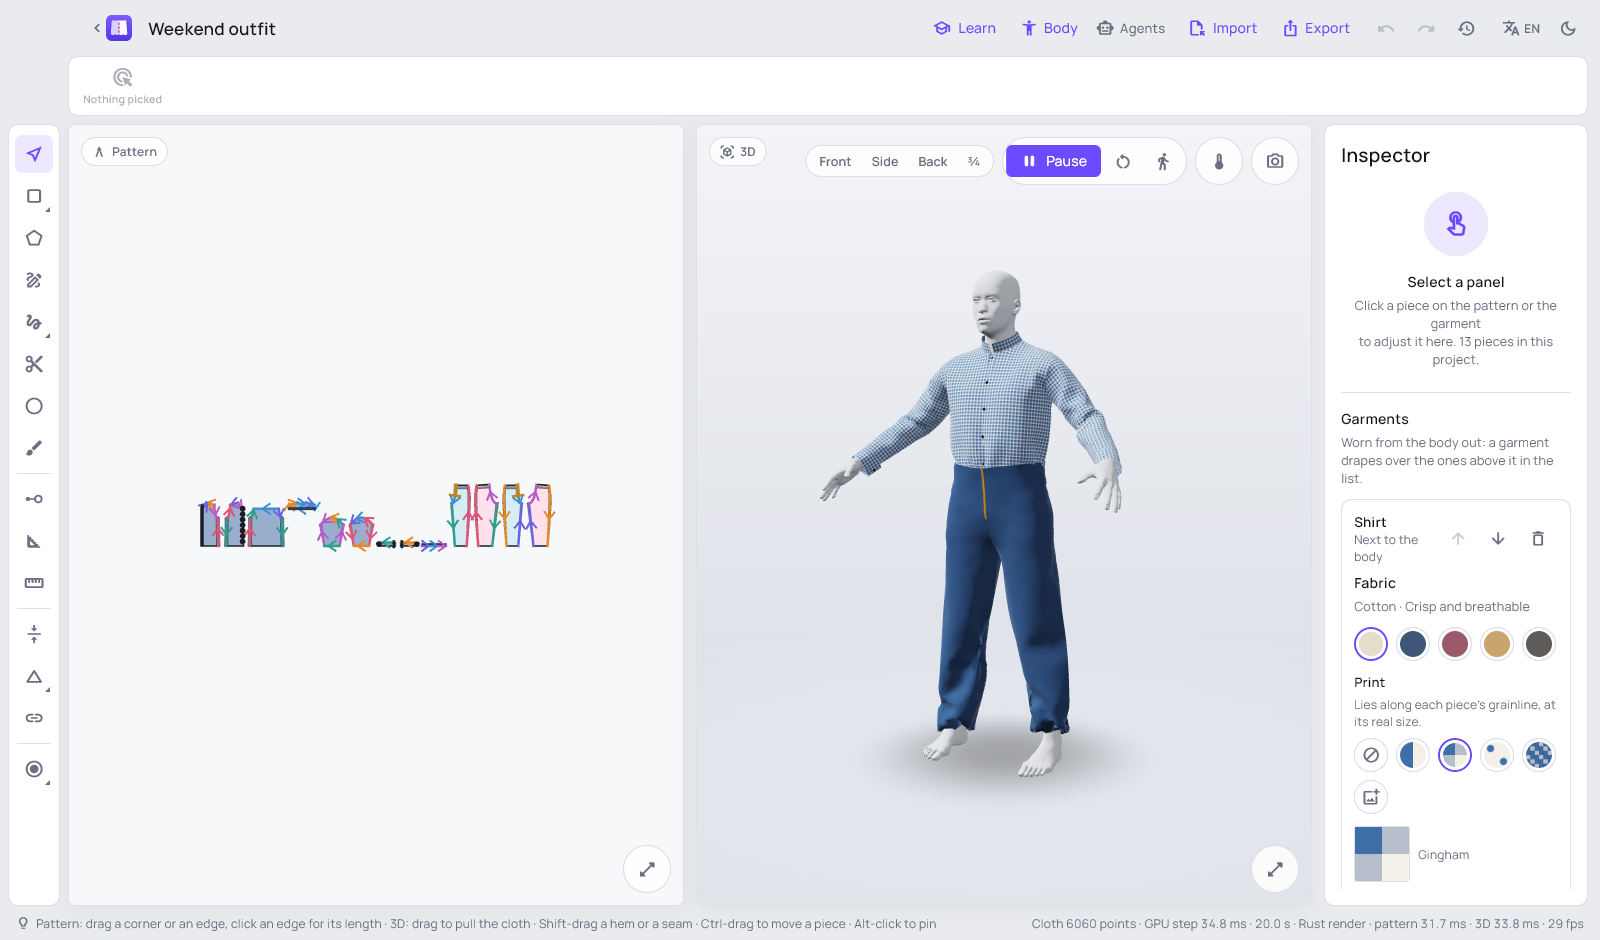 Weekend outfit
Learn
Body
Agents
Import
Export
EN
Nothing picked
Pattern
3D
Front
Side
Back
¾
Pause
Inspector
Select a panel
Click a piece on the pattern or the
garment
to adjust it here. 13 pieces in this
project.
Garments
Worn from the body out: a garment
drapes over the ones above it in the
list.
Shirt
Next to the
body
Fabric
Cotton · Crisp and breathable
Print
Lies along each piece's grainline, at
its real size.
Gingham
Pattern: drag a corner or an edge, click an edge for its length · 3D: drag to pull the cloth · Shift-drag a hem or a seam · Ctrl-drag to move a piece · Alt-click to pin
Cloth 6060 points · GPU step 34.8 ms · 20.0 s · Rust render · pattern 31.7 ms · 3D 33.8 ms · 29 fps